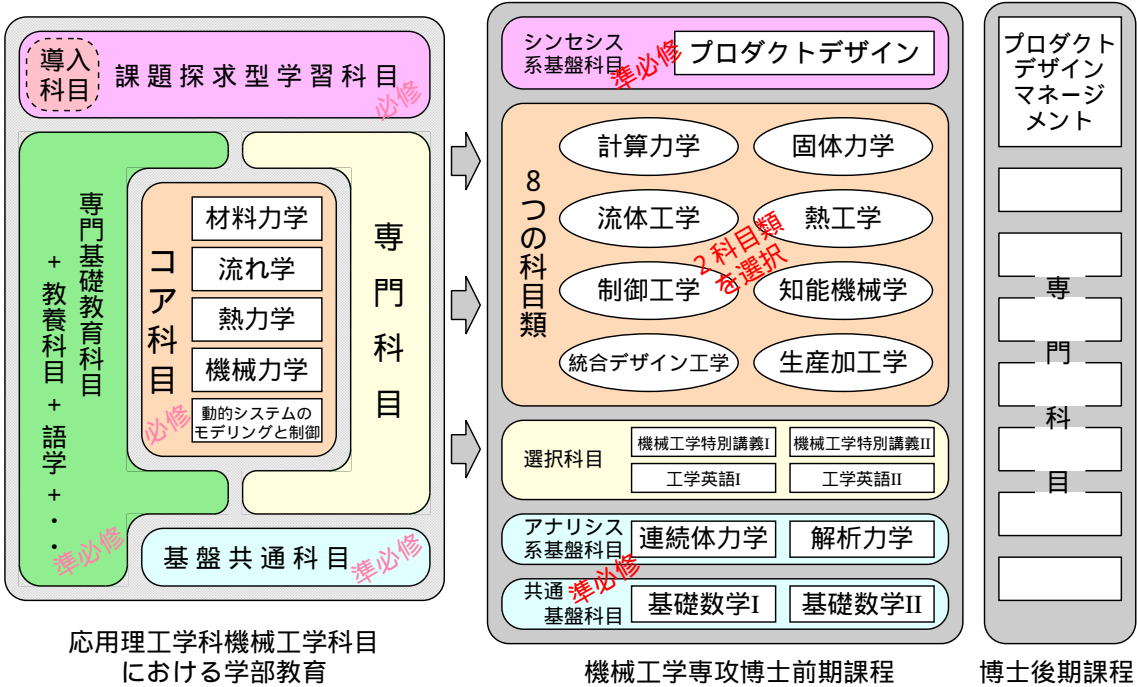 導入
科目
課題探求型学習科目
必修
専門基礎教育科目
+ 教養科目 + 語学 + ・・
準必修
コア科目
材料力学
流れ学
熱力学
機械力学
動的システムの
モデリングと制御
必修
専門科目
基盤共通科目
準必修
応用理工学科機械工学科目
における学部教育
シンセシス
系基盤科目
準必修
プロダクトデザイン
8つの科目類
計算力学
固体力学
流体工学
熱工学
2科目類
を選択
制御工学
知能機械学
統合デザイン工学
生産加工学
選択科目
機械工学特別講義I
機械工学特別講義II
工学英語I
工学英語II
アナリシス
系基盤科目
連続体力学
解析力学
準必修
共通
基盤科目
基礎数学I
基礎数学II
機械工学専攻博士前期課程
プロダクト
デザイン
マネージ
メント
専門科目
博士後期課程